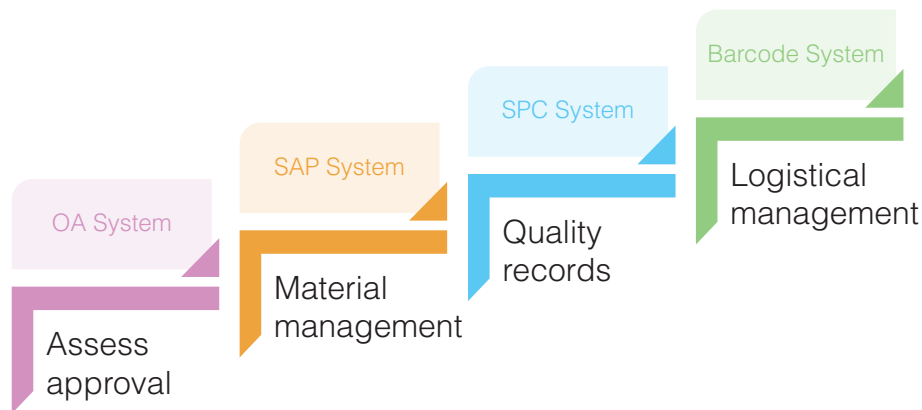 OA System
Assess
approval
SAP System
Material
management
SPC System
Quality
records
Barcode System
Logistical
management